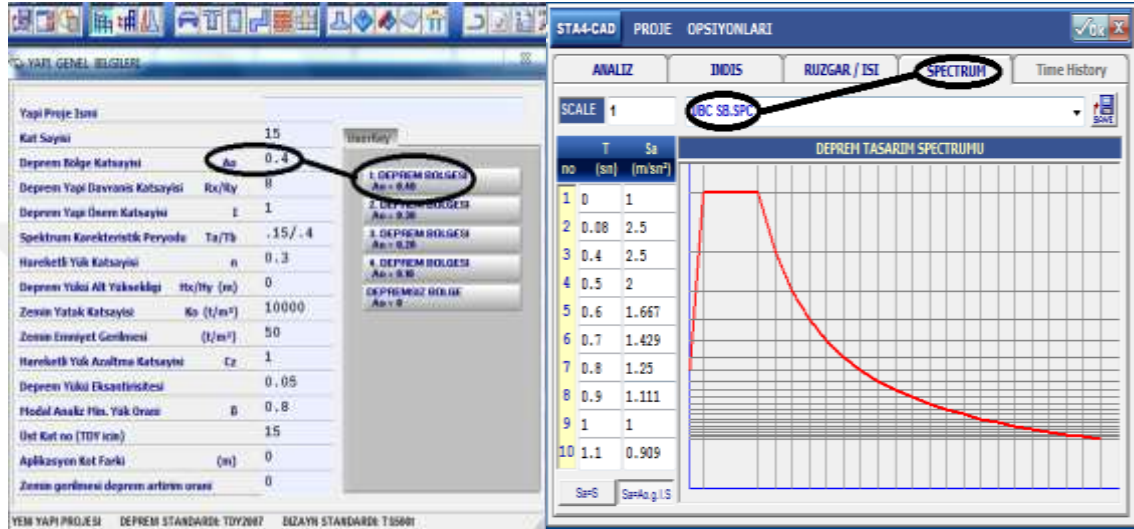 YAPI GENEL BILGILERI
Yapi Proje Ismi
Kat Sayisi 15
Deprem Bölge Katsayisi Ao 0.4
Deprem Yapi Davranis Katsayisi Rx/Ry 8
Deprem Yapi Önem Katsayisi I 1
Spektrum Karekteristik Peryodu Ta/Tb .15/.4
Hareketli Yük Katsayisi n 0.3
Deprem Yükü Alt Yuksekligi Hx/Hy (m) 0
Zemin Yatak Katsayisi Ko (t/m³) 10000
Zemin Emniyet Gerilmesi (t/m²) 50
Hareketli Yük Azaltma Katsayisi Cz 1
Deprem Yükü Eksantirisitesi 0.05
Modal Analiz Min. Yük Oranı B 0.8
Üst Kat no (TDY icin) 15
Aplikasyon Kot Farki (m) 0
Zemin gerilmesi deprem artirim oranı 0
UserKey
1. DEPREM BOLGESI
Ao = 0.40
2. DEPREM BOLGESI
Ao = 0.30
3. DEPREM BOLGESI
Ao = 0.20
4. DEPREM BOLGESI
Ao = 0.10
DEPREMSIZ BOLGE
Ao = 0
YENI YAPI PROJESI DEPREM STANDARDI: TDY2007 DIZAYN STANDARDI: TS500
STA4-CAD PROJE OPSIYONLARI
Ok X
ANALIZ INDIS RUZGAR / ISI SPECTRUM Time History
SCALE 1 UBC SB.SPC
SAVE
T Sa
no (sn) (m/sn²)
DEPREM TASARIM SPECTRUMU
1 0 1
2 0.08 2.5
3 0.4 2.5
4 0.5 2
5 0.6 1.667
6 0.7 1.429
7 0.8 1.25
8 0.9 1.111
9 1 1
10 1.1 0.909
Sa=S Sa=Ao.g.I.S